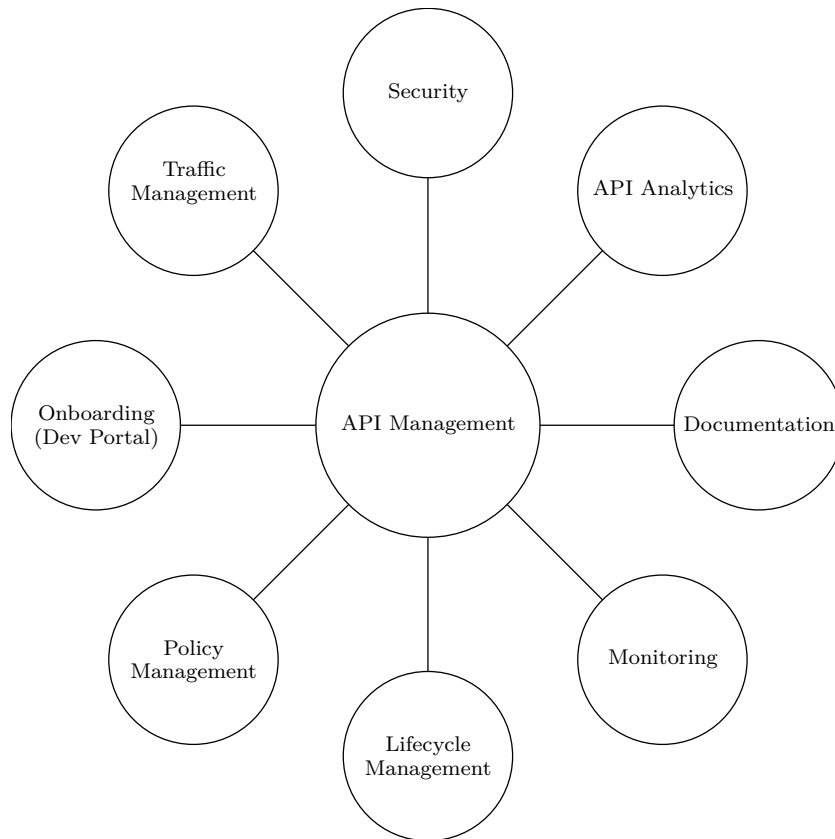 Security
Traffic
Management
API Analytics
Onboarding
(Dev Portal)
API Management
Documentation
Policy
Management
Monitoring
Lifecycle
Management